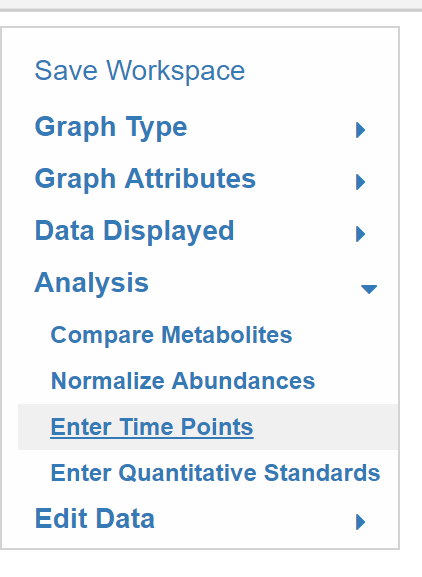 Save Workspace
Graph Type
Graph Attributes
Data Displayed
Analysis
Compare Metabolites
Normalize Abundances
Enter Time Points
Enter Quantitative Standards
Edit Data